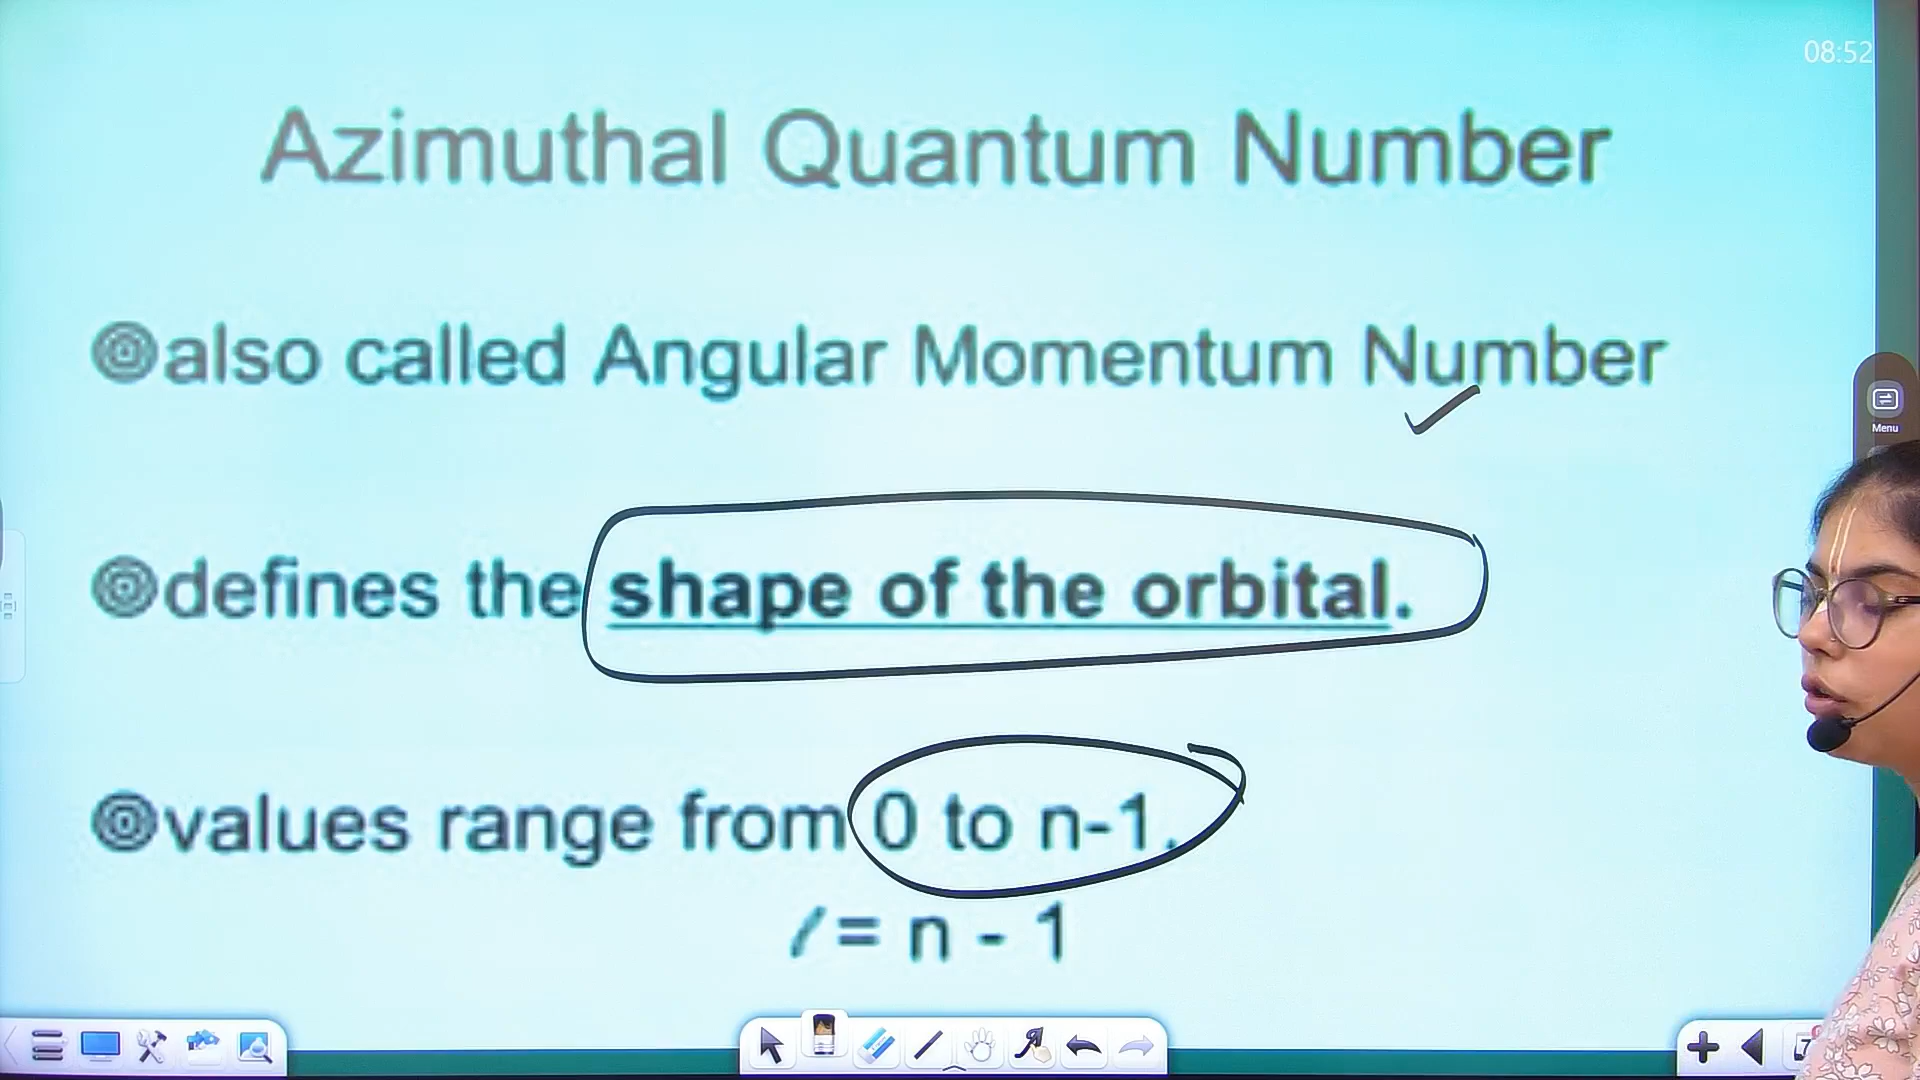 08:52
Azimuthal Quantum Number
also called Angular Momentum Number
Menu
defines the shape of the orbital.
values range from 0 to n-1.
l = n - 1